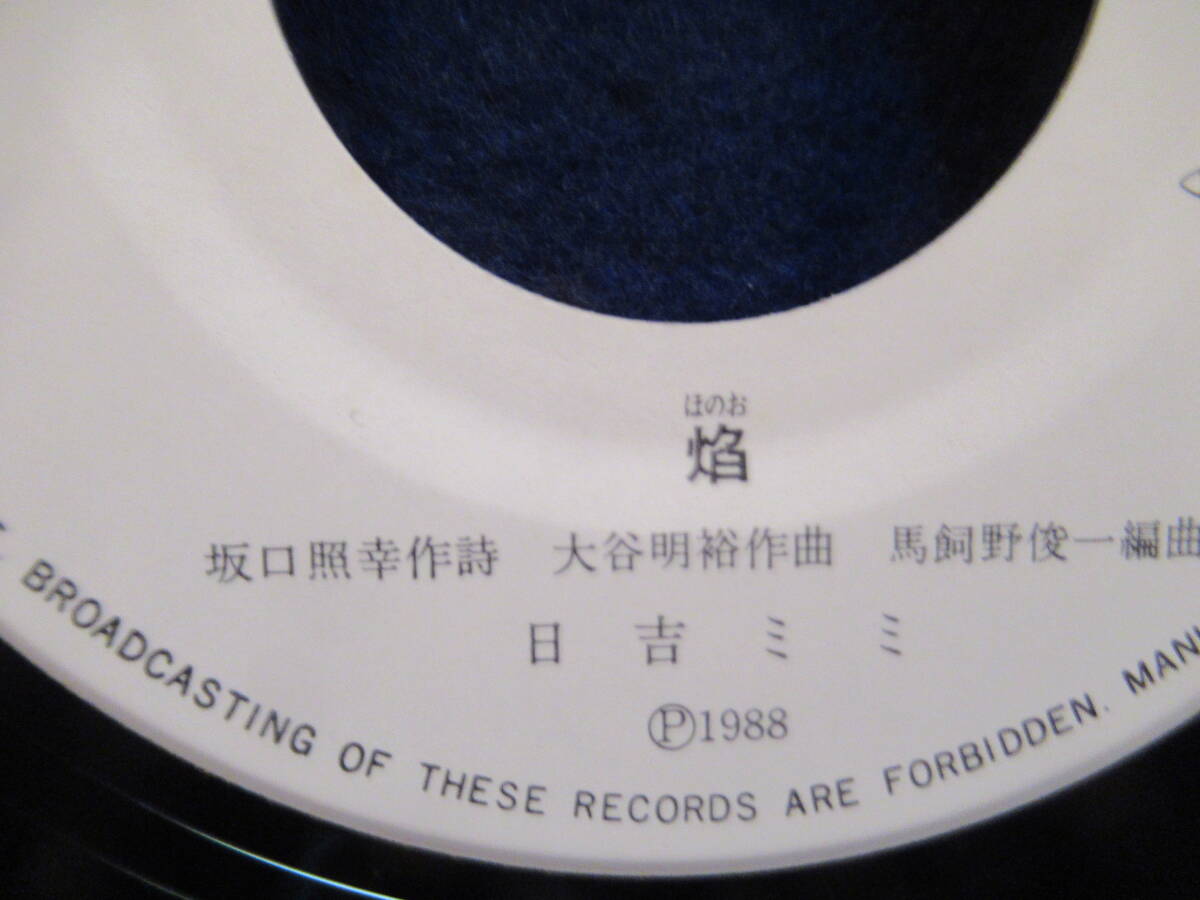 ほのお
焔
坂口照幸作詩 大谷明裕作曲 馬飼野俊一編曲
日吉ミミ
Ⓟ1988
BROADCASTING OF THESE RECORDS ARE FORBIDDEN.